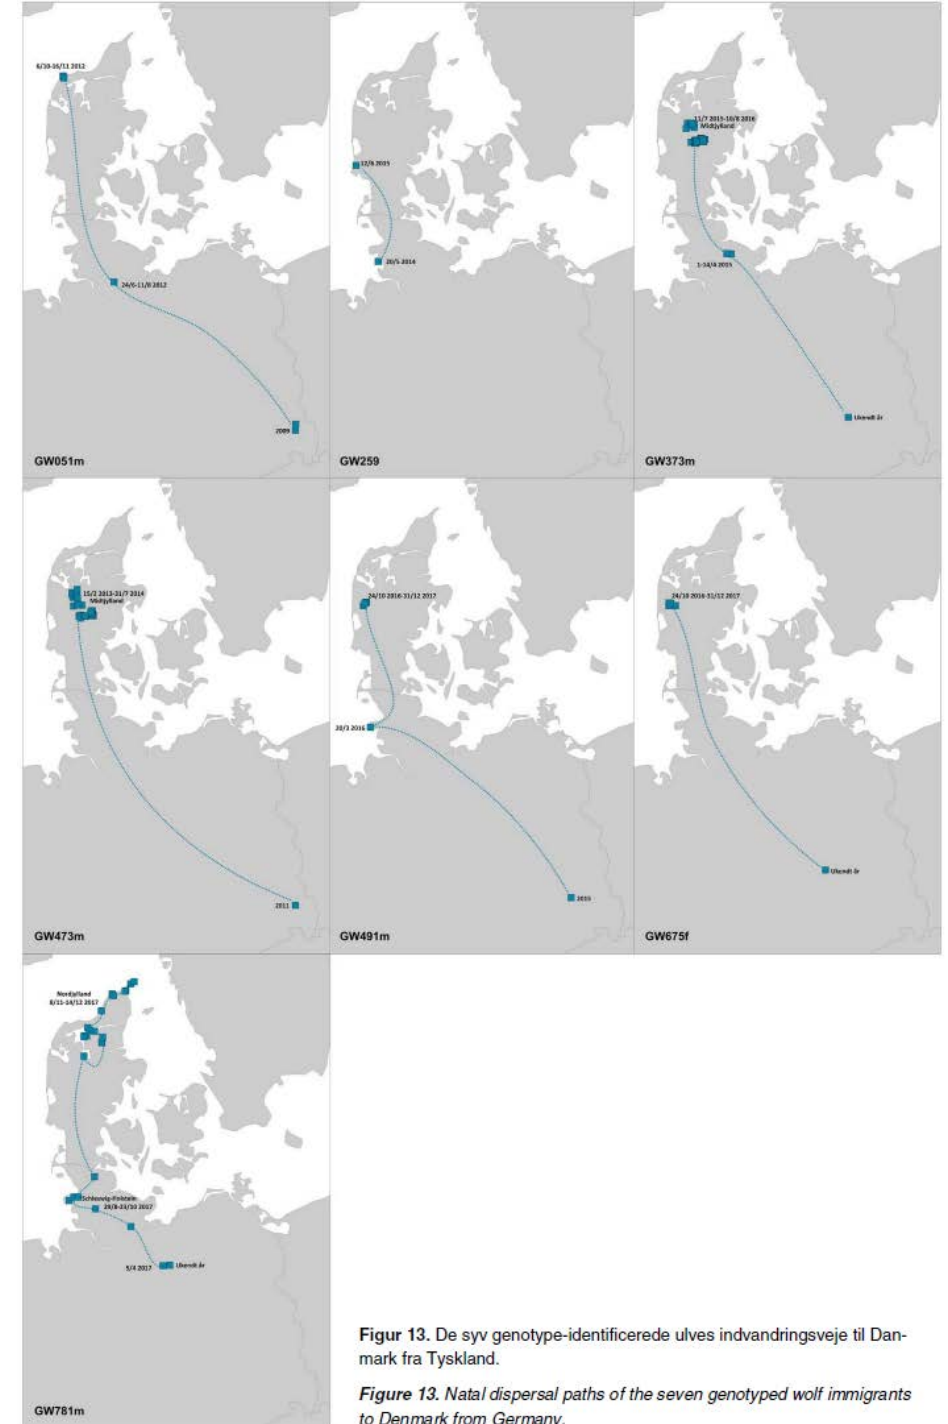 6/10-16/11 2012
24/6-11/8 2012
2009
GW051m
12/6 2015
20/5 2014
GW259
11/7 2015-10/8 2016
Midtjylland
1-14/4 2015
Ukendt år
GW373m
15/2 2013-21/7 2014
Midtjylland
2011
GW473m
24/10 2016-31/12 2017
20/3 2016
2015
GW491m
24/10 2016-31/12 2017
Ukendt år
GW675f
Nordjylland
8/11-14/12 2017
Schleswig-Holstein
29/8-23/10 2017
5/4 2017
Ukendt år
GW781m
Figur 13. De syv genotype-identificerede ulves indvandringsveje til Dan-
mark fra Tyskland.
Figure 13. Natal dispersal paths of the seven genotyped wolf immigrants
to Denmark from Germany.